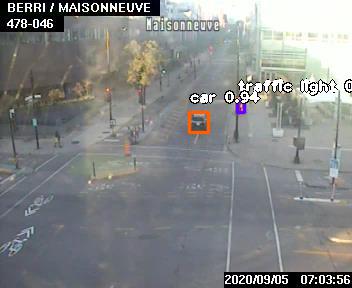 BERRI / MAISONNEUVE
478-046
Maisonneuve
car 0.94
traffic light 0
2020/09/05 07:03:56